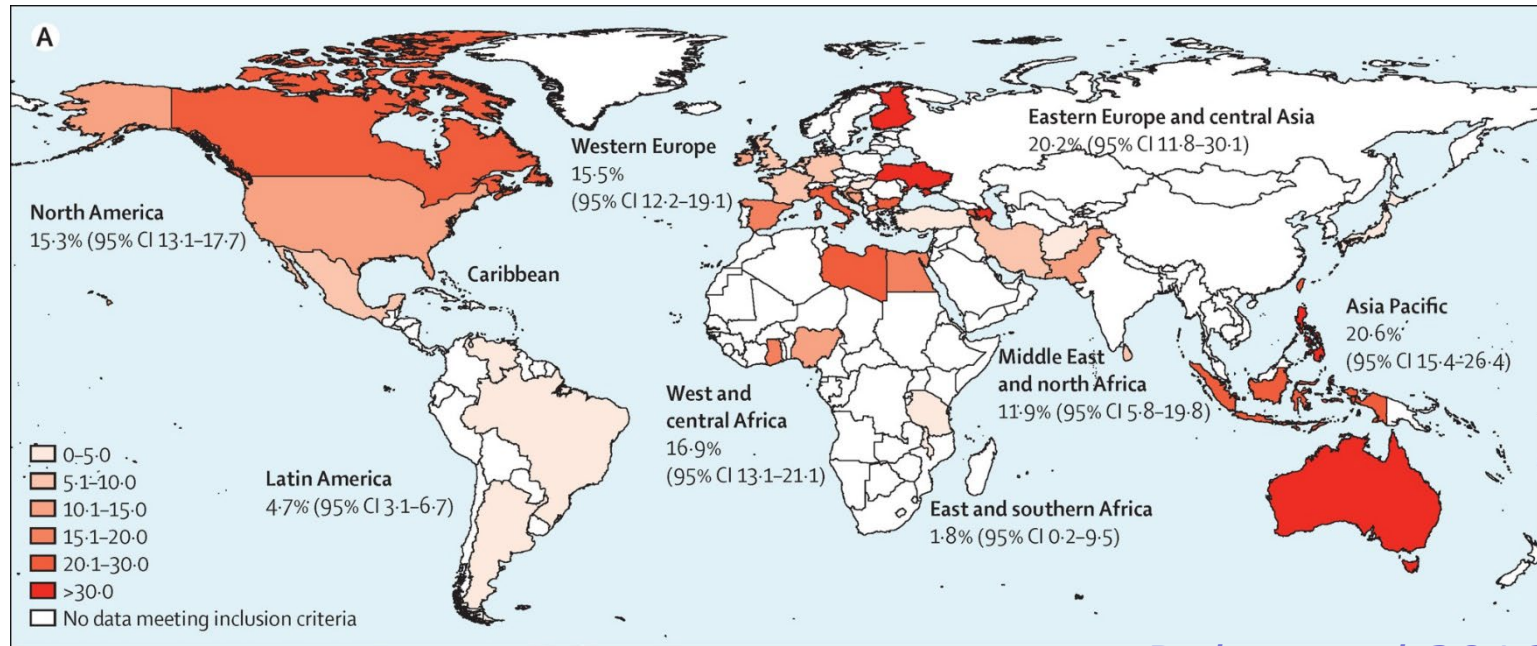 A
Western Europe
15·5%
(95% CI 12·2–19·1)
Eastern Europe and central Asia
20·2% (95% CI 11·8–30·1)
North America
15·3% (95% CI 13·1–17·7)
Caribbean
Asia Pacific
20·6%
(95% CI 15·4–26·4)
Middle East
and north Africa
11·9% (95% CI 5·8–19·8)
West and
central Africa
16·9%
(95% CI 13·1–21·1)
Latin America
4·7% (95% CI 3·1–6·7)
East and southern Africa
1·8% (95% CI 0·2–9·5)
0–5·0
5·1–10·0
10·1–15·0
15·1–20·0
20·1–30·0
>30·0
No data meeting inclusion criteria